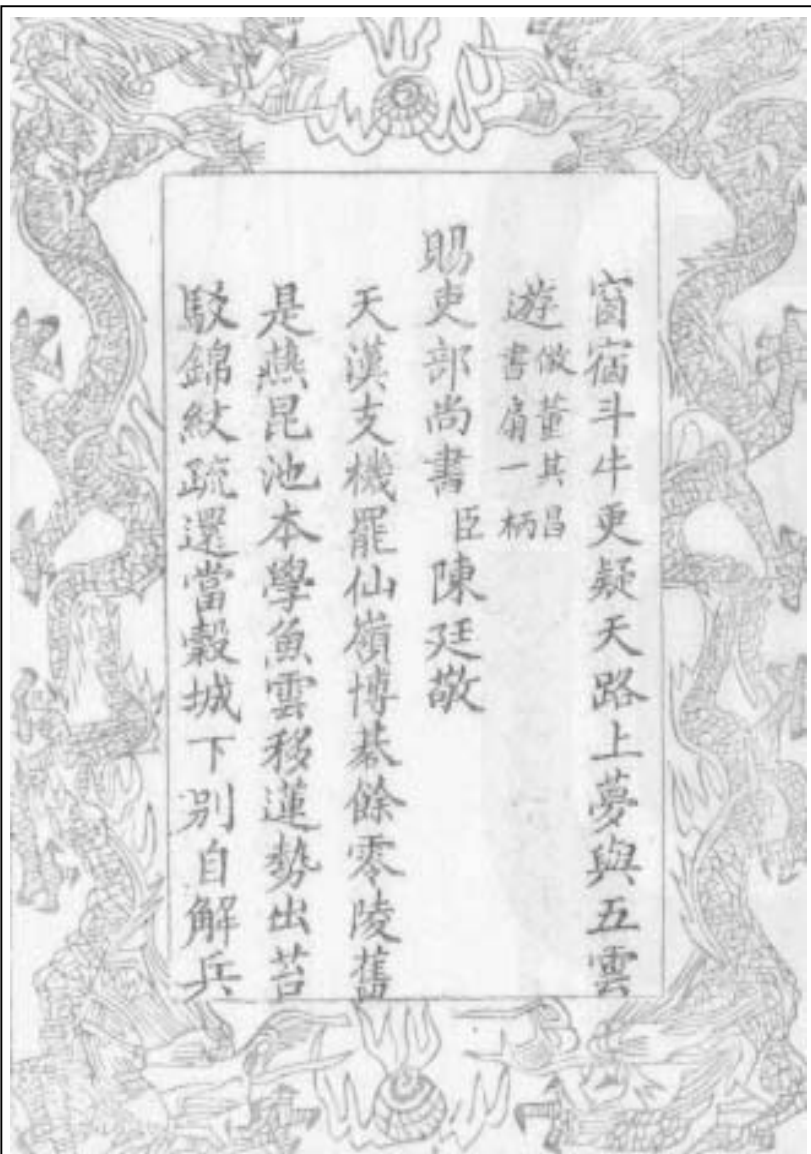 窗宿斗牛更疑天路上夢與五雲
遊倣董其昌
書扇一柄
賜吏部尚書臣陳廷敬
天漢支機罷仙嶺博棊餘零陵舊
是燕昆池本學魚雲移蓮勢出苔
駁錦紋疏還當穀城下別自解兵